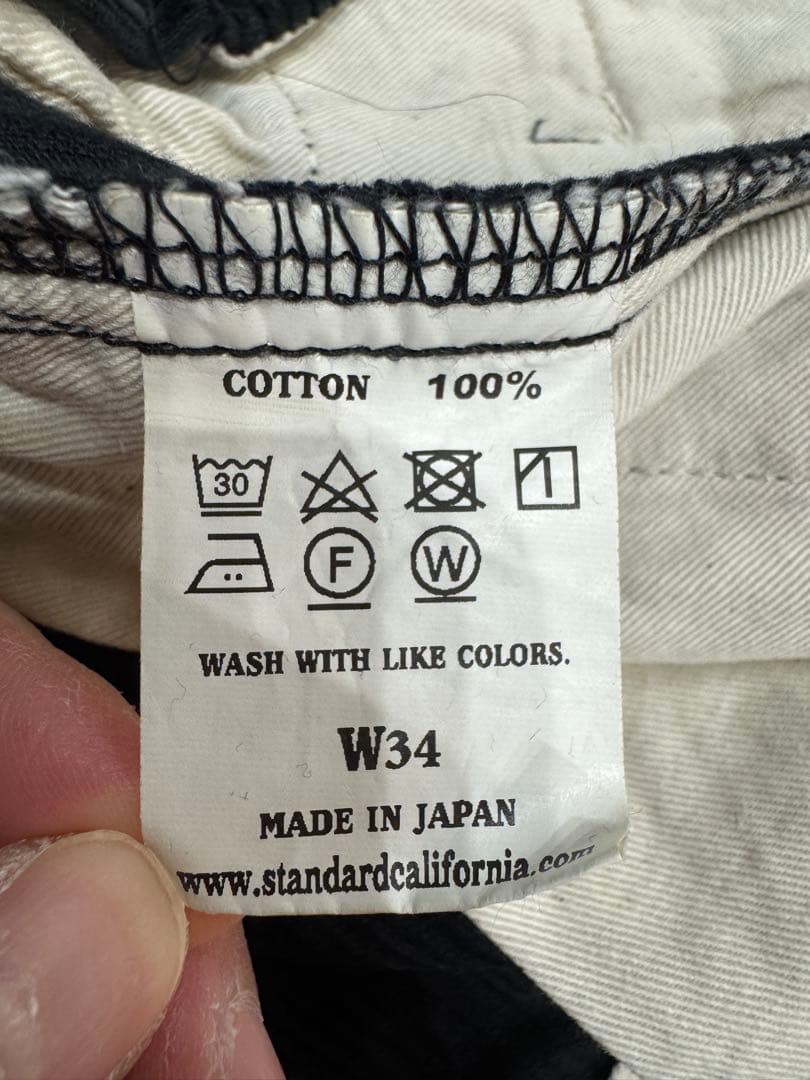 COTTON 100%
30
F W
WASH WITH LIKE COLORS.
W34
MADE IN JAPAN
www.standardcalifornia.com